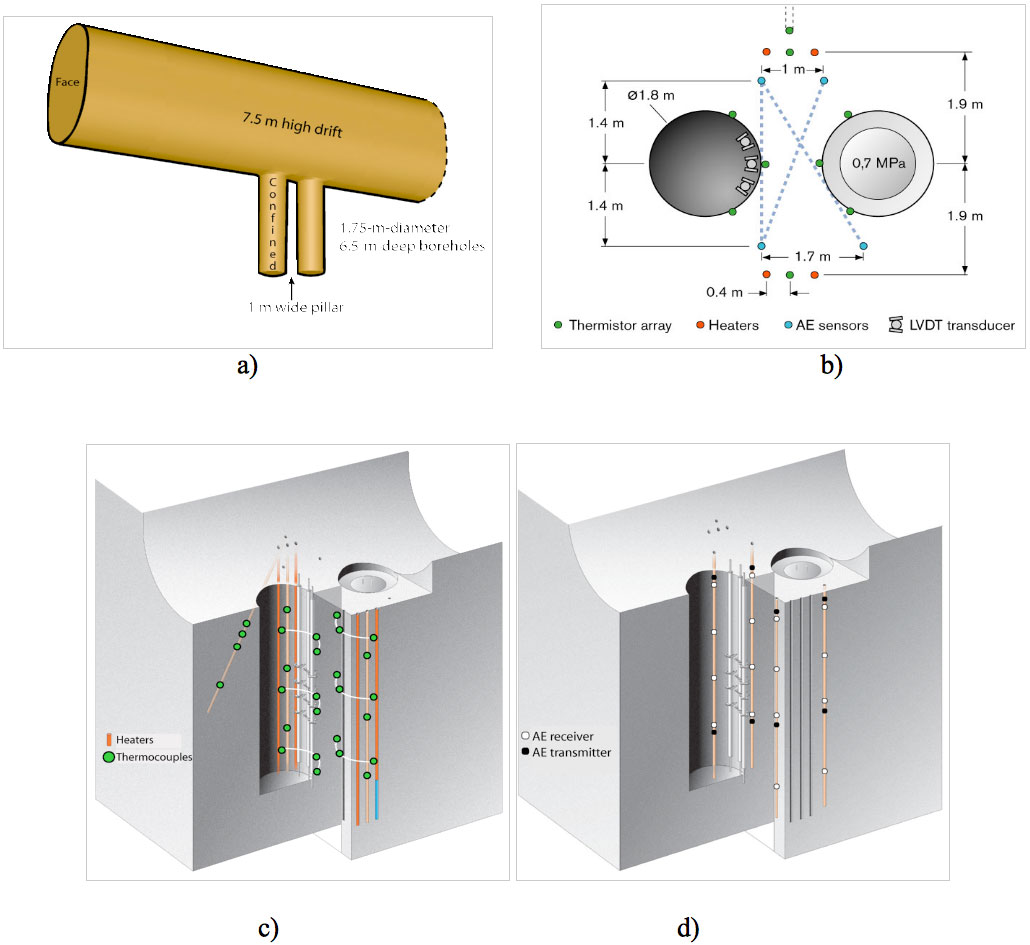 Face
7.5 m high drift
Confined
1.75-m-diameter
6.5 m deep boreholes
1 m wide pillar
a)
1 m
Ø1.8 m
1.4 m
1.9 m
0,7 MPa
1.4 m
1.9 m
1.7 m
0.4 m
Thermistor array
Heaters
AE sensors
LVDT transducer
b)
Heaters
Thermocouples
c)
AE receiver
AE transmitter
d)